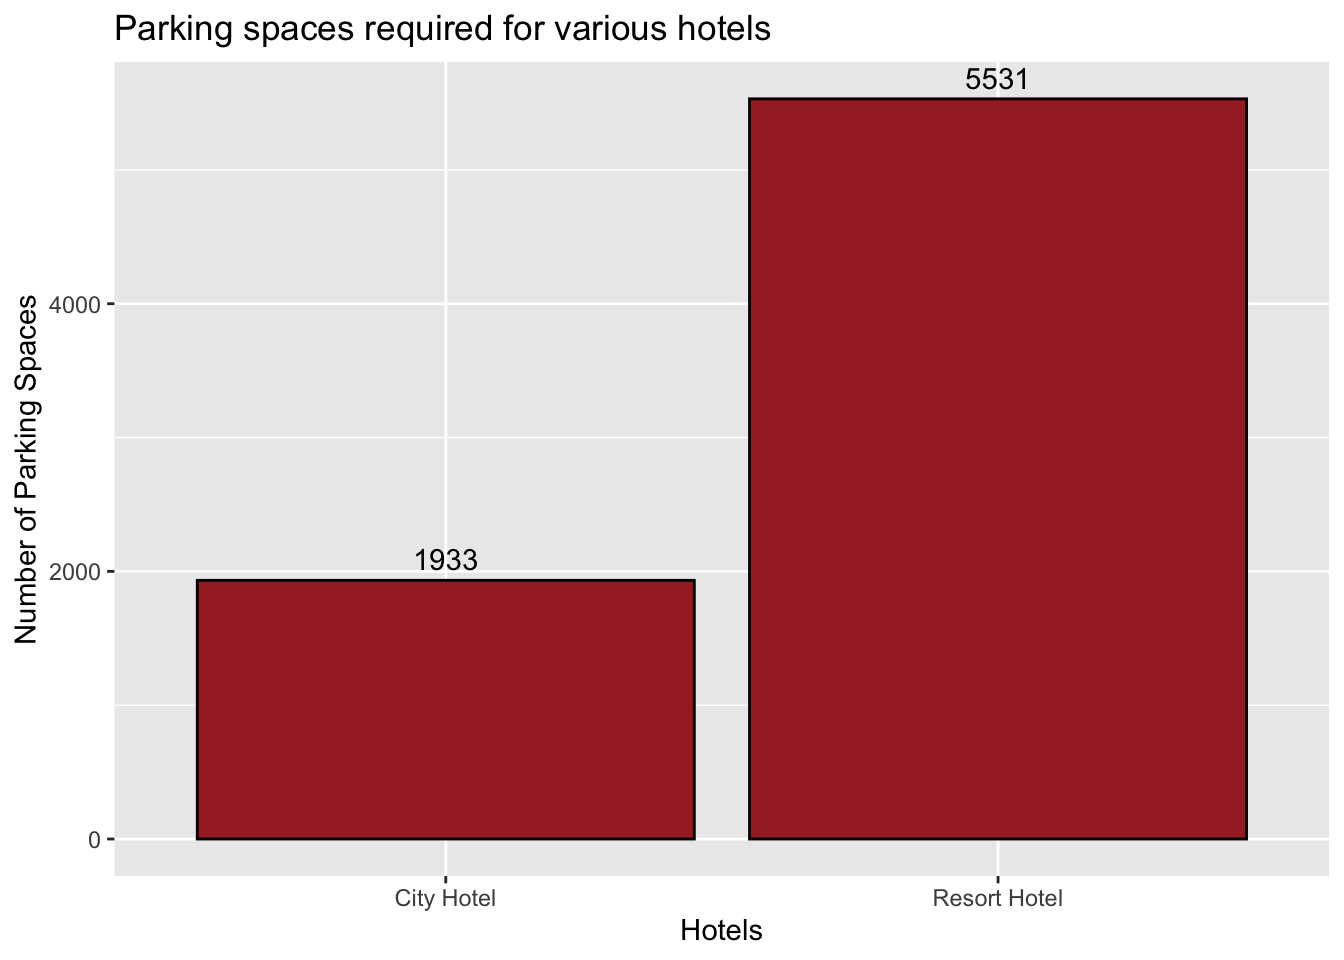 Parking spaces required for various hotels
5531
4000
Number of Parking Spaces
1933
2000
0
City Hotel
Resort Hotel
Hotels